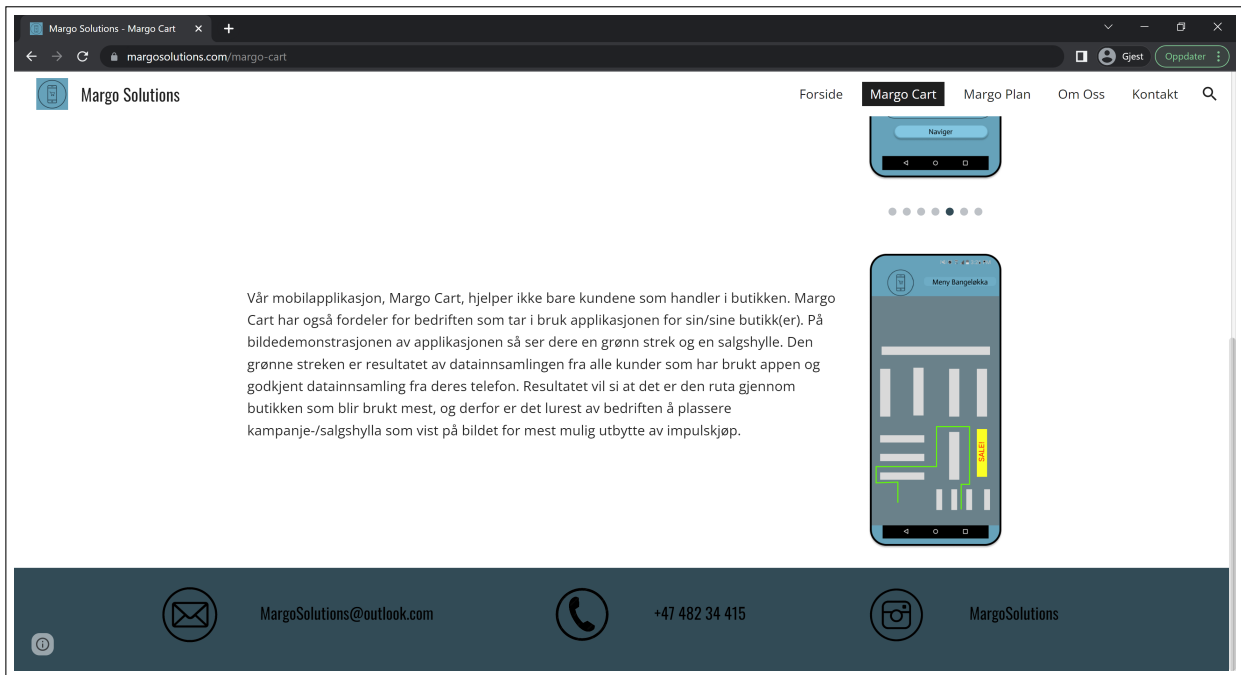 Margo Solutions - Margo Cart
margosolutions.com/margo-cart
Gjest
Oppdater
Margo Solutions
Forside
Margo Cart
Margo Plan
Om Oss
Kontakt
Naviger
Meny Bangeløkka
Vår mobilapplikasjon, Margo Cart, hjelper ikke bare kundene som handler i butikken. Margo
Cart har også fordeler for bedriften som tar i bruk applikasjonen for sin/sine butikk(er). På
bildedemonstrasjonen av applikasjonen så ser dere en grønn strek og en salgshylle. Den
grønne streken er resultatet av datainnsamlingen fra alle kunder som har brukt appen og
godkjent datainnsamling fra deres telefon. Resultatet vil si at det er den ruta gjennom
butikken som blir brukt mest, og derfor er det lurest av bedriften å plassere
kampanje-/salgshylla som vist på bildet for mest mulig utbytte av impulskjøp.
SALE!
MargoSolutions@outlook.com
+47 482 34 415
MargoSolutions